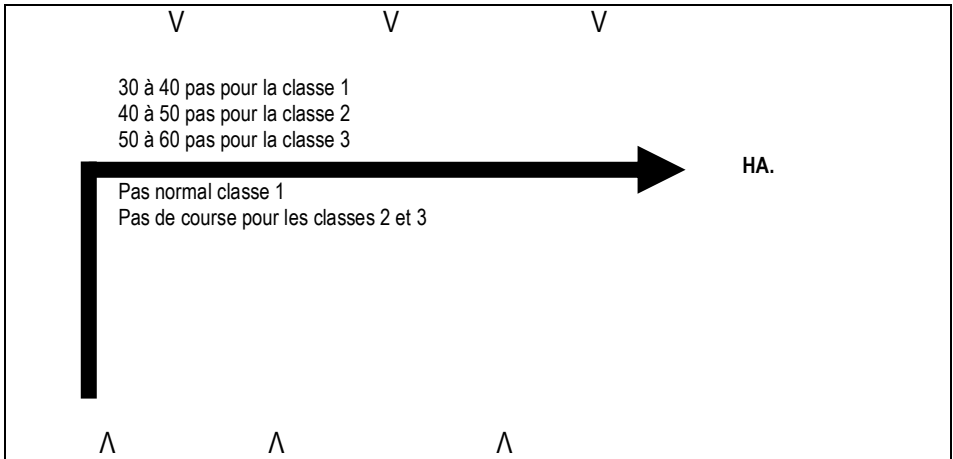 V V V
30 à 40 pas pour la classe 1
40 à 50 pas pour la classe 2
50 à 60 pas pour la classe 3
HA.
Pas normal classe 1
Pas de course pour les classes 2 et 3
Λ Λ Λ